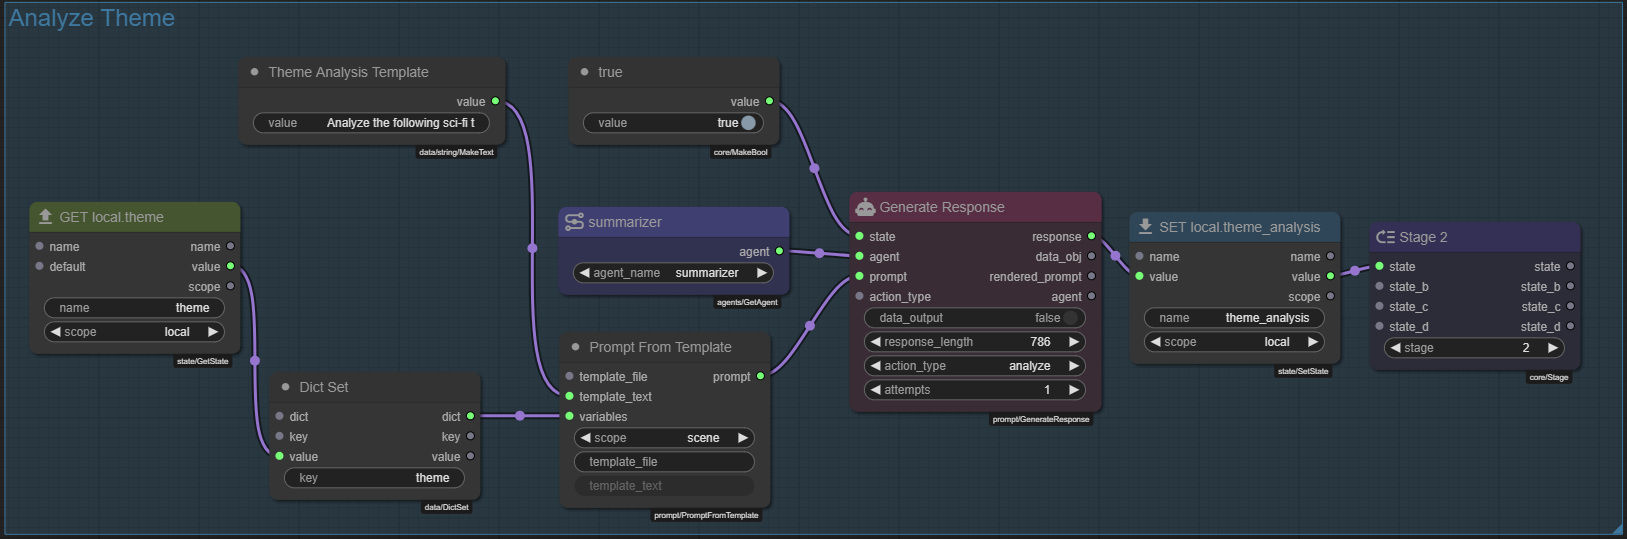 Analyze Theme
Theme Analysis Template
value
value Analyze the following sci-fi t
data/string/MakeText
true
value
value true
core/MakeBool
GET local.theme
name name
default value
scope
name theme
scope local
state/GetState
Dict Set
dict dict
key key
value value
key theme
data/DictSet
summarizer
agent
agent_name summarizer
agents/GetAgent
Prompt From Template
template_file prompt
template_text
variables
scope scene
template_file
template_text
prompt/PromptFromTemplate
Generate Response
state response
agent data_obj
prompt rendered_prompt
action_type agent
data_output false
response_length 786
action_type analyze
attempts 1
prompt/GenerateResponse
SET local.theme_analysis
name name
value value
scope
name theme_analysis
scope local
state/SetState
Stage 2
state state
state_b state_b
state_c state_c
state_d state_d
stage 2
core/Stage